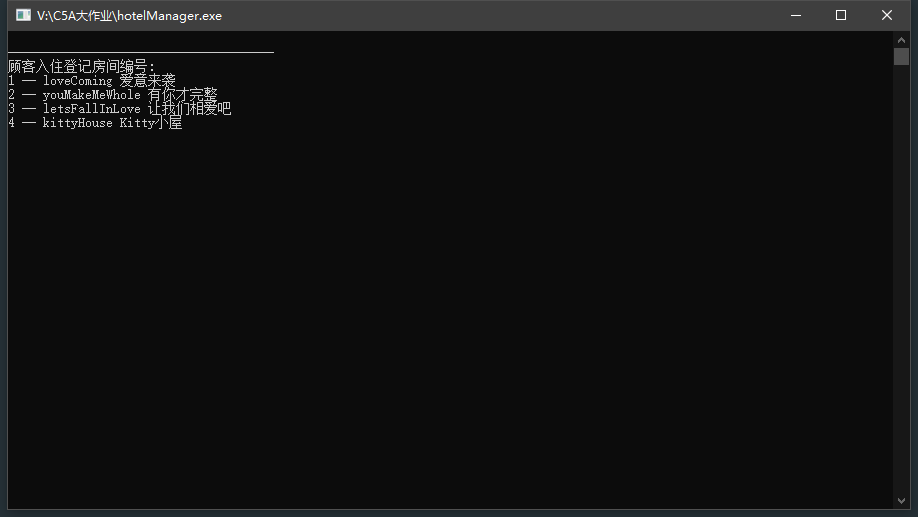 V:\C5A大作业\hotelManager.exe
顾客入住登记房间编号:
1 -- loveComing 爱意来袭
2 -- youMakeMeWhole 有你才完整
3 -- letsFallInLove 让我们相爱吧
4 -- kittyHouse Kitty小屋